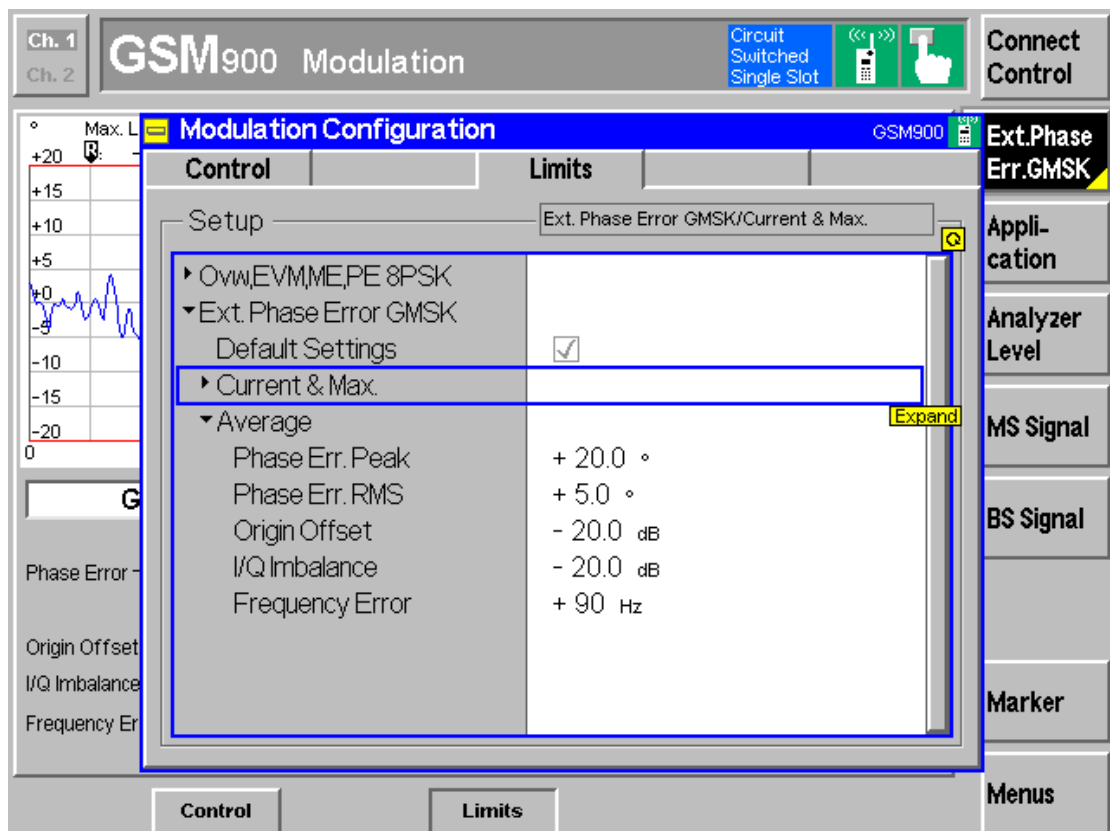 Ch. 1
Ch. 2
GSM900 Modulation
Circuit
Switched
Single Slot
Connect
Control
° Max. L
+20
+15
+10
+5
+0
-5
-10
-15
-20
0
G
Phase Error
Origin Offset
I/Q Imbalance
Frequency Er
Modulation Configuration
GSM900
Control
Limits
Setup
Ext. Phase Error GMSK/Current & Max.
Ovw,EVM,ME,PE 8PSK
Ext. Phase Error GMSK
Default Settings
Current & Max.
Expand
Average
Phase Err. Peak + 20.0 °
Phase Err. RMS + 5.0 °
Origin Offset - 20.0 dB
I/Q Imbalance - 20.0 dB
Frequency Error + 90 Hz
Ext.Phase
Err.GMSK
Appli-
cation
Analyzer
Level
MS Signal
BS Signal
Marker
Menus
Control
Limits